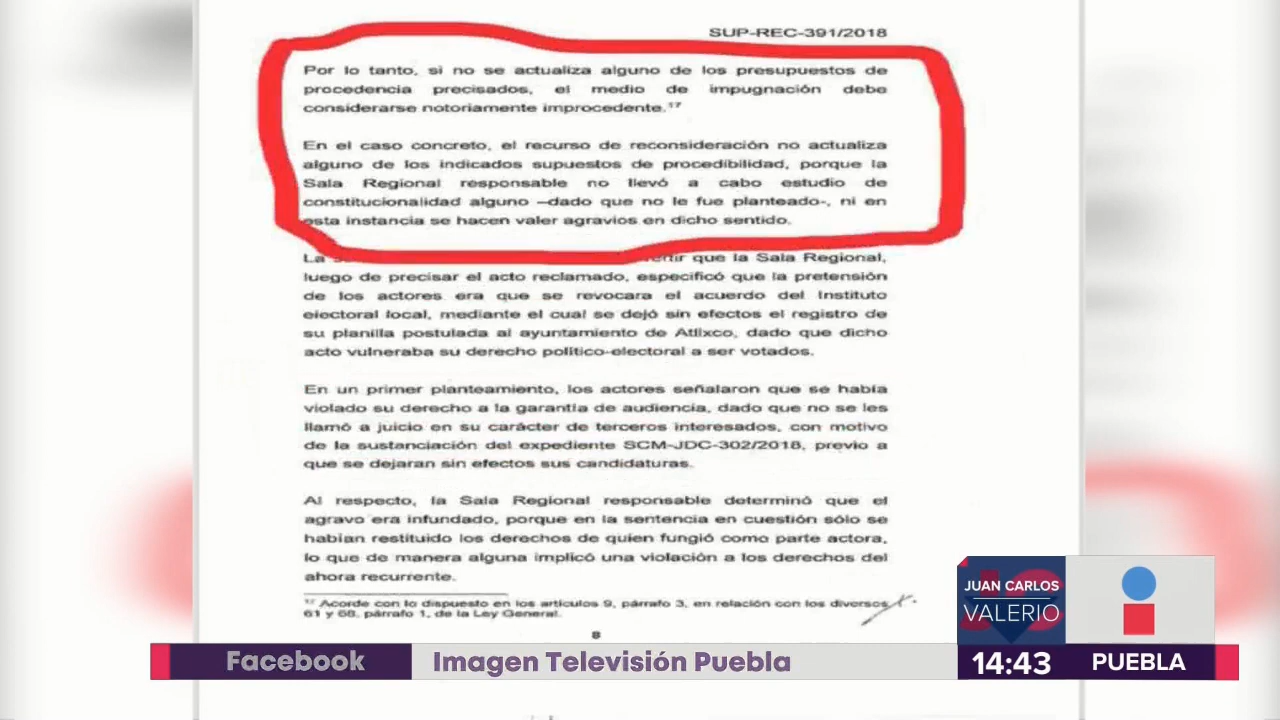 SUP-REC-391/2018
Por lo tanto, si no se actualiza alguno de los presupuestos de
procedencia precisados, el medio de impugnación debe
considerarse notoriamente improcedente.¹⁷
En el caso concreto, el recurso de reconsideración no actualiza
alguno de los indicados supuestos de procedibilidad, porque la
Sala Regional responsable no llevó a cabo estudio de
constitucionalidad alguno –dado que no le fue planteado-, ni en
esta instancia se hacen valer agravios en dicho sentido.
La que la Sala Regional,
luego de precisar el acto reclamado, especificó que la pretensión
de los actores era que se revocara el acuerdo del Instituto
electoral local, mediante el cual se dejó sin efectos el registro de
su planilla postulada al ayuntamiento de Atlixco, dado que dicho
acto vulneraba su derecho político-electoral a ser votados.
En un primer planteamiento, los actores señalaron que se había
violado su derecho a la garantía de audiencia, dado que no se les
llamó a juicio en su carácter de terceros interesados, con motivo
de la sustanciación del expediente SCM-JDC-302/2018, previo a
que se dejaran sin efectos sus candidaturas.
Al respecto, la Sala Regional responsable determinó que el
agravo era infundado, porque en la sentencia en cuestión sólo se
habían restituido los derechos de quien fungió como parte actora,
lo que de manera alguna implicó una violación a los derechos del
ahora recurrente.
¹⁷ Acorde con lo dispuesto en los artículos 9, párrafo 3, en relación con los diversos
61 y 68, párrafo 1, de la Ley General.
8
JUAN CARLOS
VALERIO
Facebook Imagen Televisión Puebla 14:43 PUEBLA